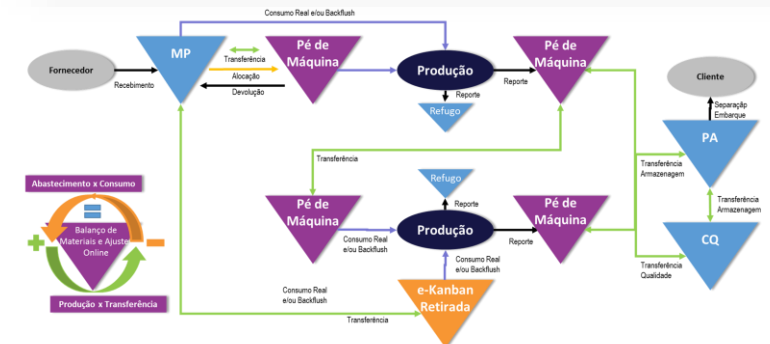 Consumo Real e/ou Backflush
Fornecedor
Recebimento
MP
Transferência
Alocação
Devolução
Pé de
Máquina
Produção
Reporte
Reporte
Refugo
Pé de
Máquina
Cliente
Separaçãp
Embarque
PA
Transferência
Armazenagem
Transferência
Armazenagem
CQ
Transferência
Qualidade
Transferência
Pé de
Máquina
Consumo Real
e/ou Backflush
Refugo
Reporte
Produção
Reporte
Consumo Real
e/ou Backflush
Pé de
Máquina
e-Kanban
Retirada
Consumo Real
e/ou Backflush
Transferência
Abastecimento x Consumo
Balanço de
Materiais e Ajuste
Online
Produção x Transferência